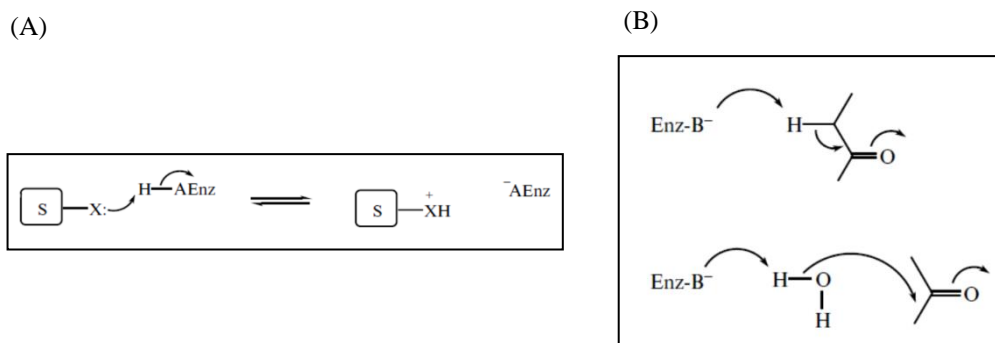 (A)
S X: H AEnz S +XH ⁻AEnz
(B)
Enz-B⁻ H O
Enz-B⁻ H O O
H